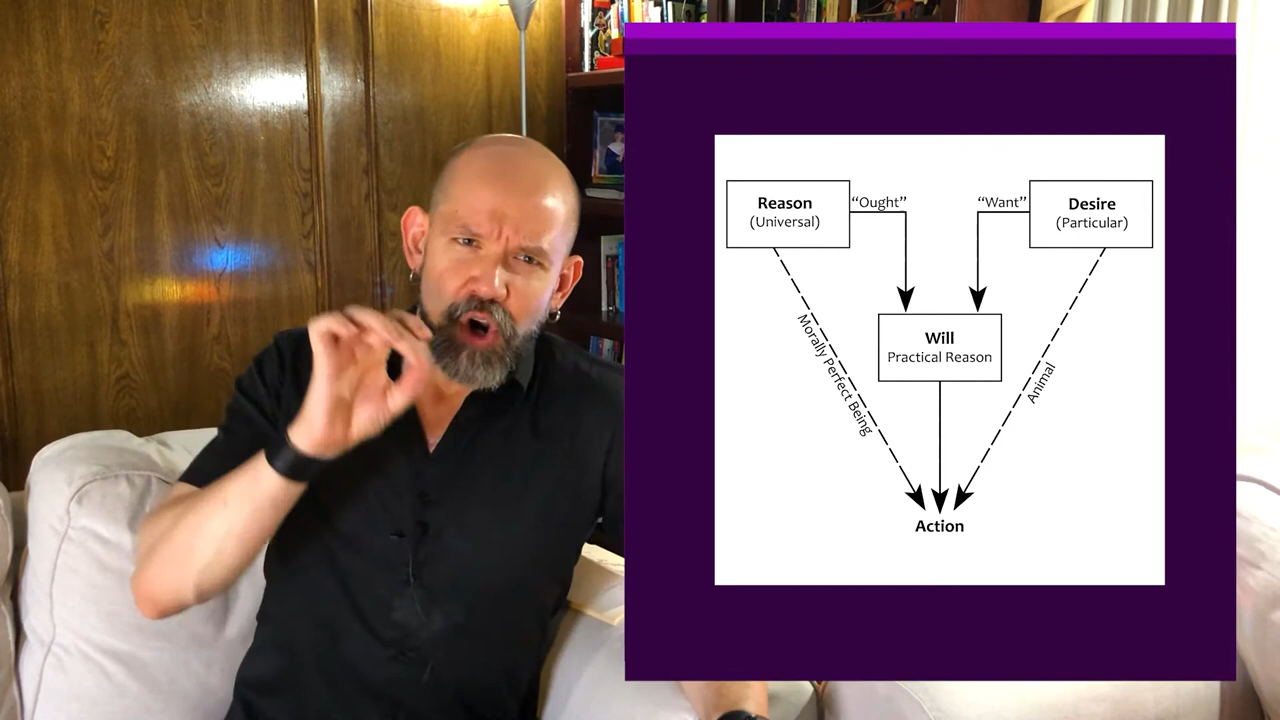 Reason
(Universal)
“Ought”
“Want”
Desire
(Particular)
Will
Practical Reason
Morally Perfect Being
Animal
Action